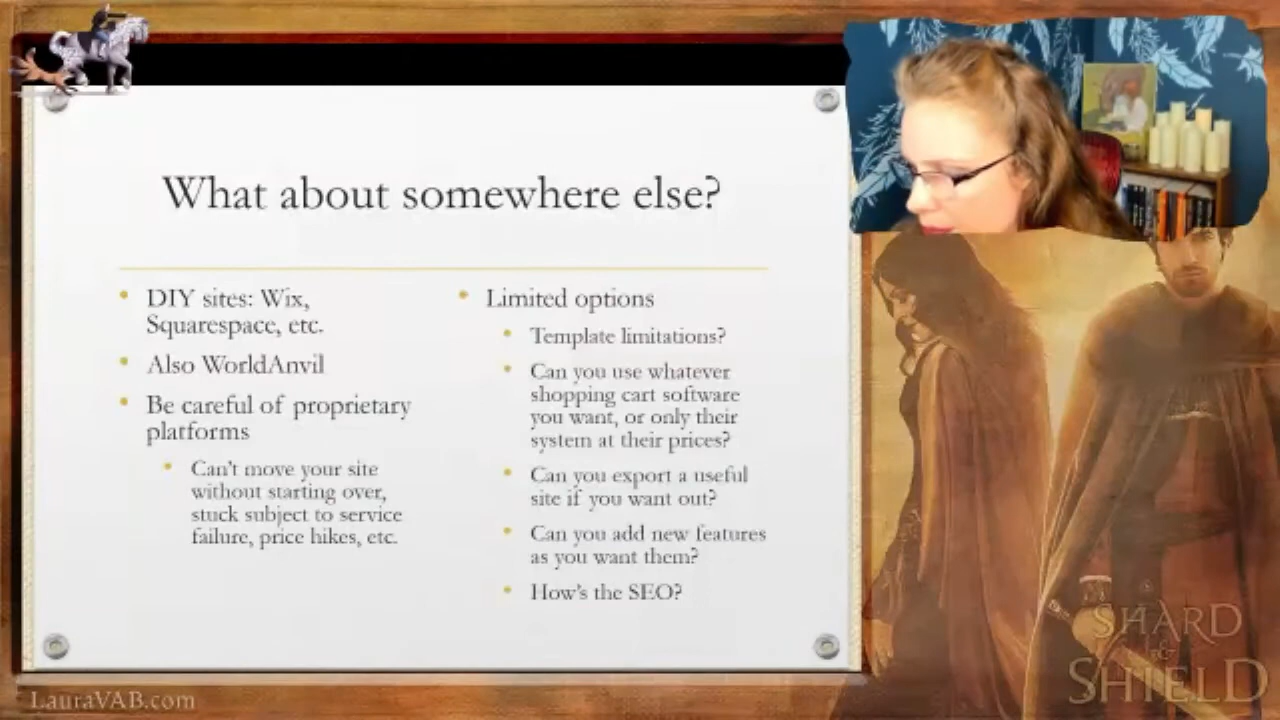 What about somewhere else?
DIY sites: Wix,
Squarespace, etc.
Also WorldAnvil
Be careful of proprietary
platforms
Can't move your site
without starting over,
stuck subject to service
failure, price hikes, etc.
Limited options
Template limitations?
Can you use whatever
shopping cart software
you want, or only their
system at their prices?
Can you export a useful
site if you want out?
Can you add new features
as you want them?
How's the SEO?
SHARD
&
SHIELD
LauraVAB.com